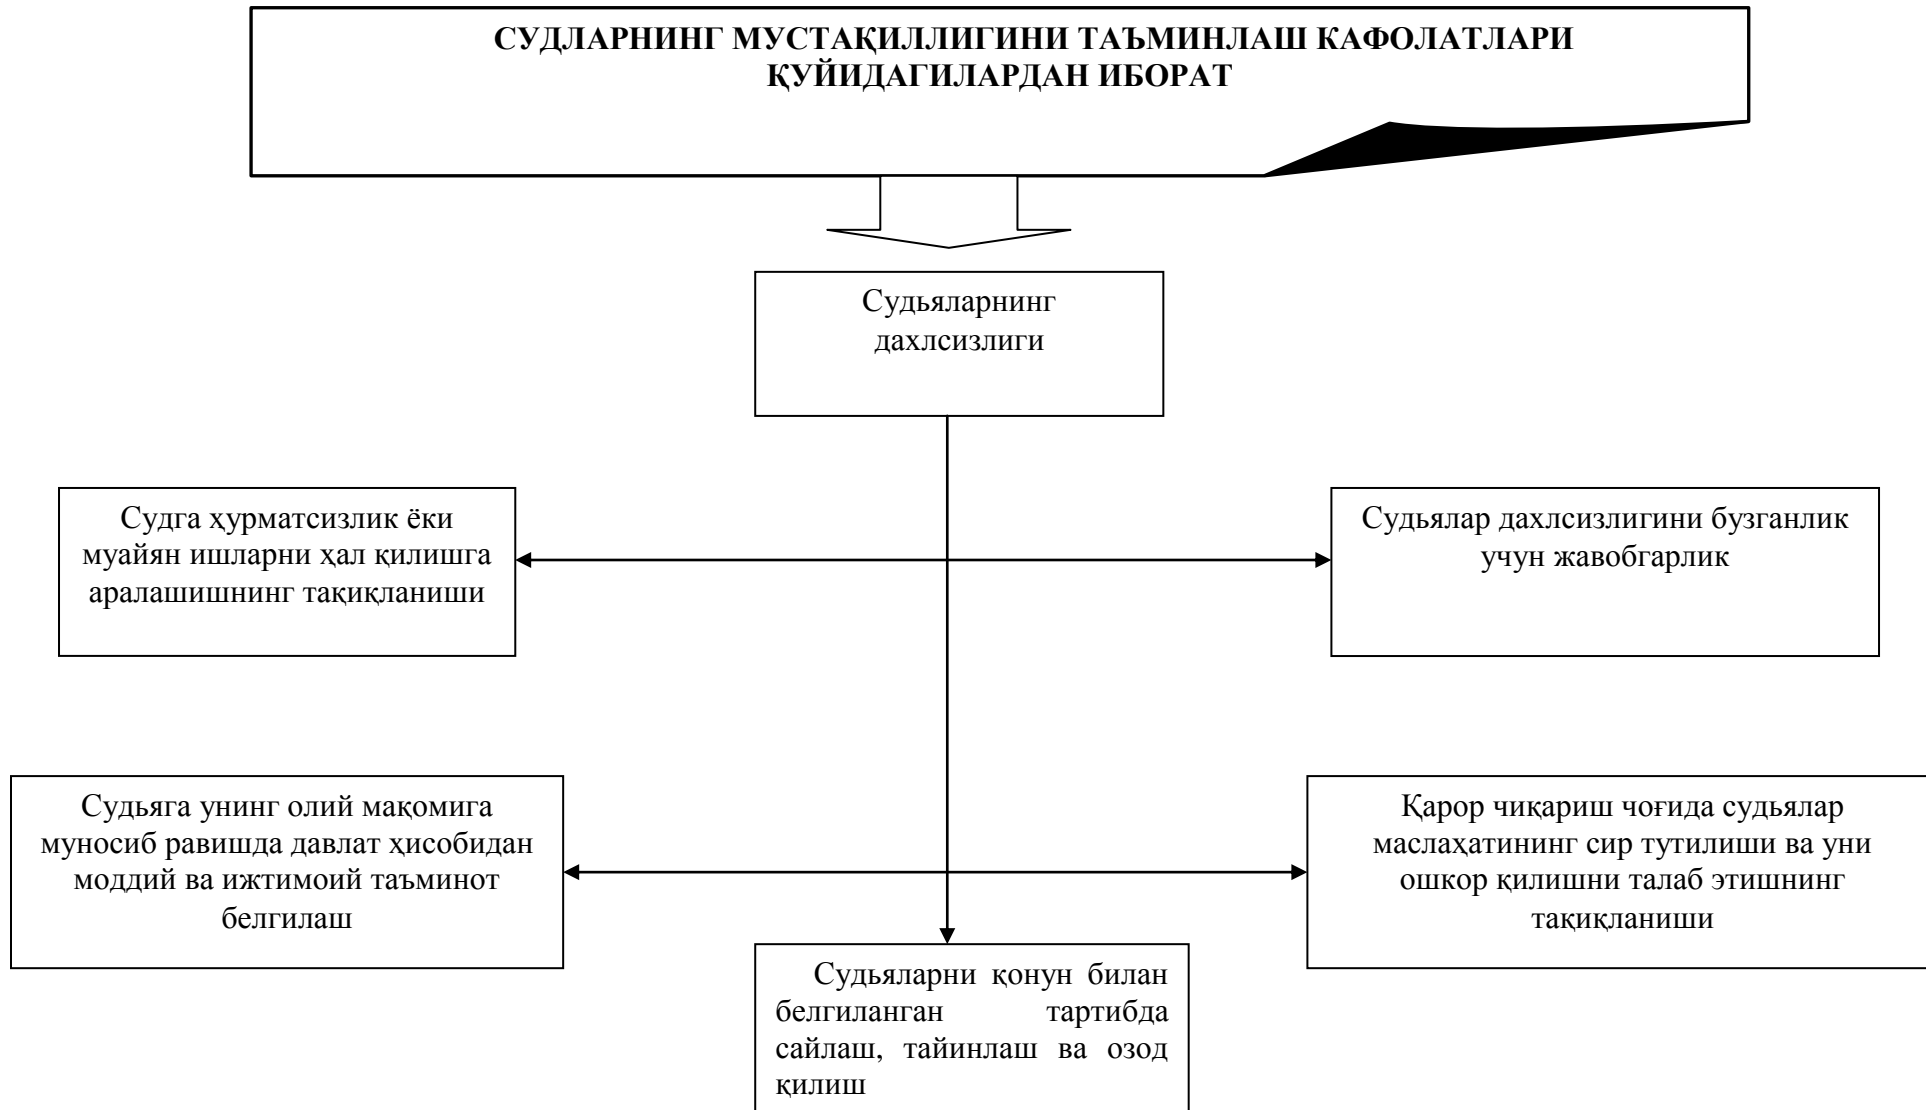 СУДЛАРНИНГ МУСТАҚИЛЛИГИНИ ТАЪМИНЛАШ КАФОЛАТЛАРИ
ҚУЙИДАГИЛАРДАН ИБОРАТ
Судьяларнинг
дахлсизлиги
Судга ҳурматсизлик ёки
муайян ишларни ҳал қилишга
аралашишнинг тақиқланиши
Судьялар дахлсизлигини бузганлик
учун жавобгарлик
Судьяга унинг олий мақомига
муносиб равишда давлат ҳисобидан
моддий ва ижтимоий таъминот
белгилаш
Қарор чиқариш чоғида судьялар
маслаҳатининг сир тутилиши ва уни
ошкор қилишни талаб этишнинг
тақиқланиши
Судьяларни қонун билан
белгиланган тартибда
сайлаш, тайинлаш ва озод
қилиш